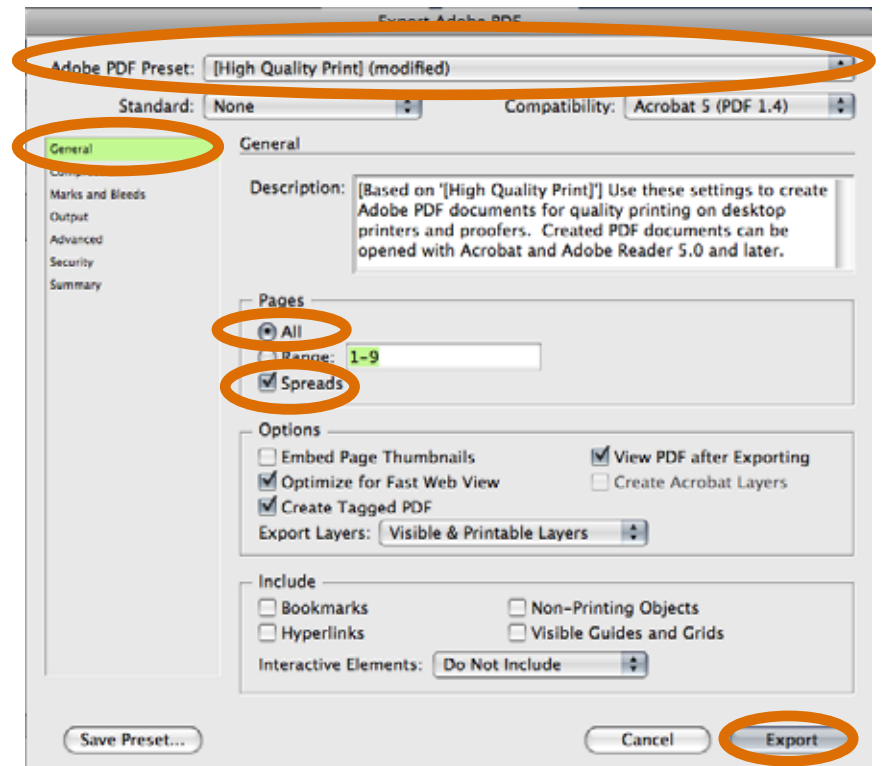 Export Adobe PDF
Adobe PDF Preset: [High Quality Print] (modified)
Standard: None Compatibility: Acrobat 5 (PDF 1.4)
General
Marks and Bleeds
Output
Advanced
Security
Summary
General
Description: [Based on '[High Quality Print]'] Use these settings to create
Adobe PDF documents for quality printing on desktop
printers and proofers. Created PDF documents can be
opened with Acrobat and Adobe Reader 5.0 and later.
Pages
All
Range: 1-9
Spreads
Options
Embed Page Thumbnails View PDF after Exporting
Optimize for Fast Web View Create Acrobat Layers
Create Tagged PDF
Export Layers: Visible & Printable Layers
Include
Bookmarks Non-Printing Objects
Hyperlinks Visible Guides and Grids
Interactive Elements: Do Not Include
Save Preset... Cancel Export